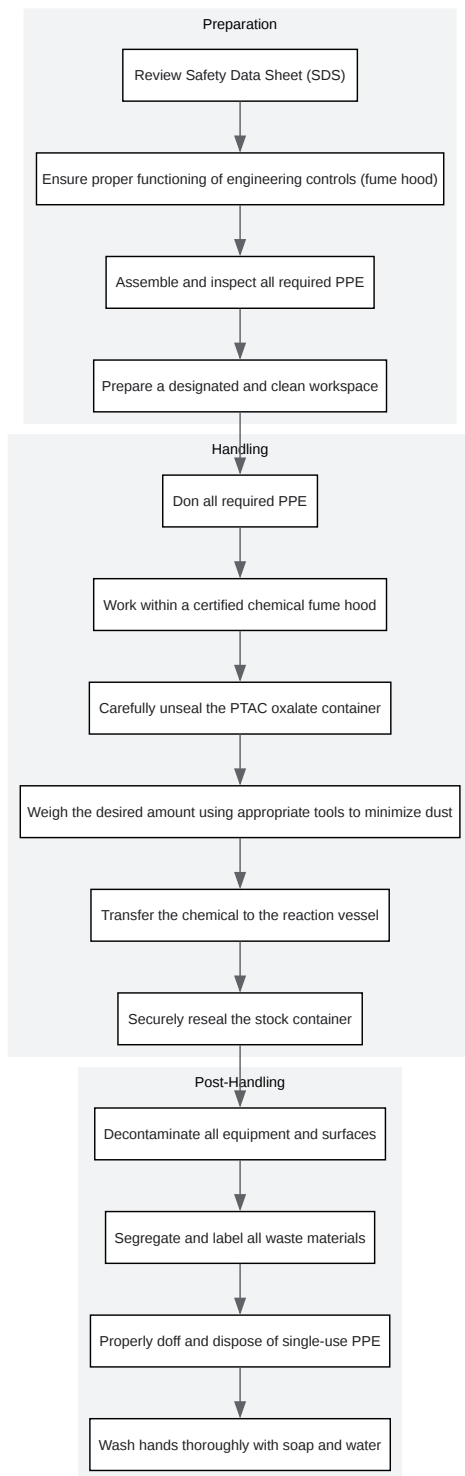 Preparation
Review Safety Data Sheet (SDS)
Ensure proper functioning of engineering controls (fume hood)
Assemble and inspect all required PPE
Prepare a designated and clean workspace
Handling
Don all required PPE
Work within a certified chemical fume hood
Carefully unseal the PTAC oxalate container
Weigh the desired amount using appropriate tools to minimize dust
Transfer the chemical to the reaction vessel
Securely reseal the stock container
Post-Handling
Decontaminate all equipment and surfaces
Segregate and label all waste materials
Properly doff and dispose of single-use PPE
Wash hands thoroughly with soap and water